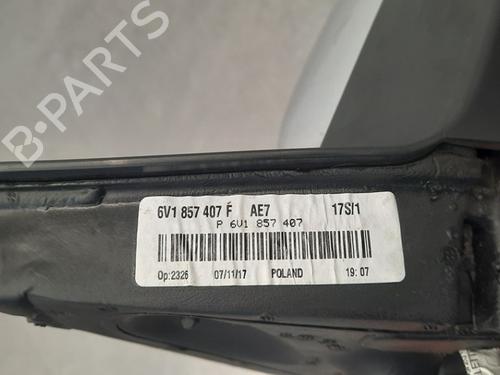 B-PARTS
6V1 857 407 F AE7 17S/1
P 6V1 857 407
Op:2326 07/11/17 POLAND 19:07